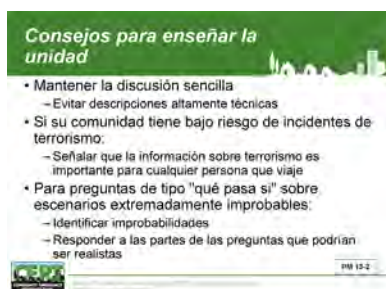 Consejos para enseñar la
unidad
• Mantener la discusión sencilla
– Evitar descripciones altamente técnicas
• Si su comunidad tiene bajo riesgo de incidentes de
terrorismo:
– Señalar que la información sobre terrorismo es
importante para cualquier persona que viaje
• Para preguntas de tipo "qué pasa si" sobre
escenarios extremadamente improbables:
– Identificar improbabilidades
– Responder a las partes de las preguntas que podrían
ser realistas